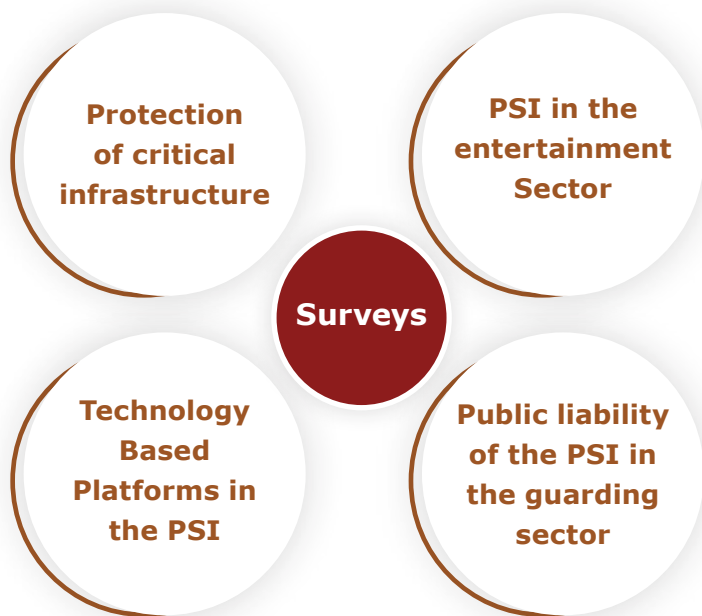 Protection
of critical
infrastructure
PSI in the
entertainment
Sector
Surveys
Technology
Based
Platforms in
the PSI
Public liability
of the PSI in
the guarding
sector